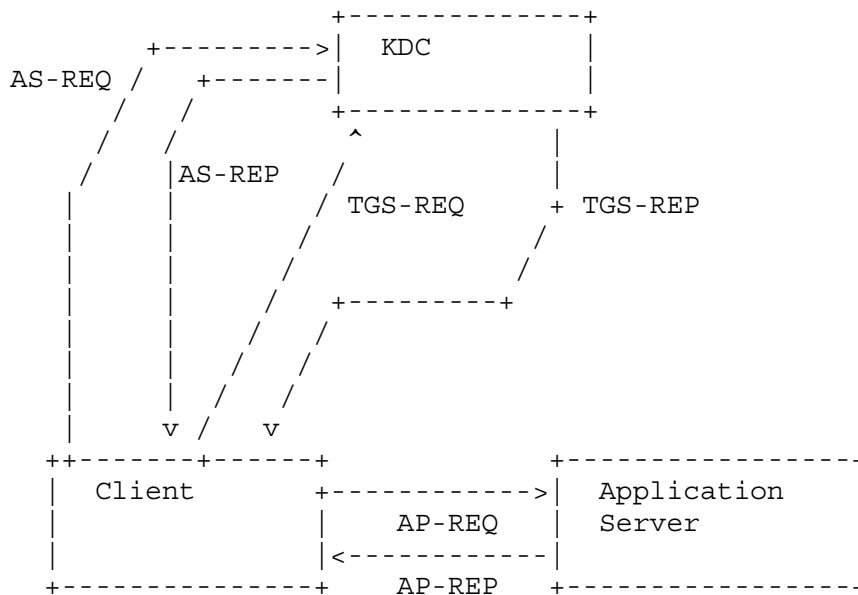 KDC
AS-REQ
AS-REP
TGS-REQ TGS-REP
Client Application
AP-REQ Server
AP-REP